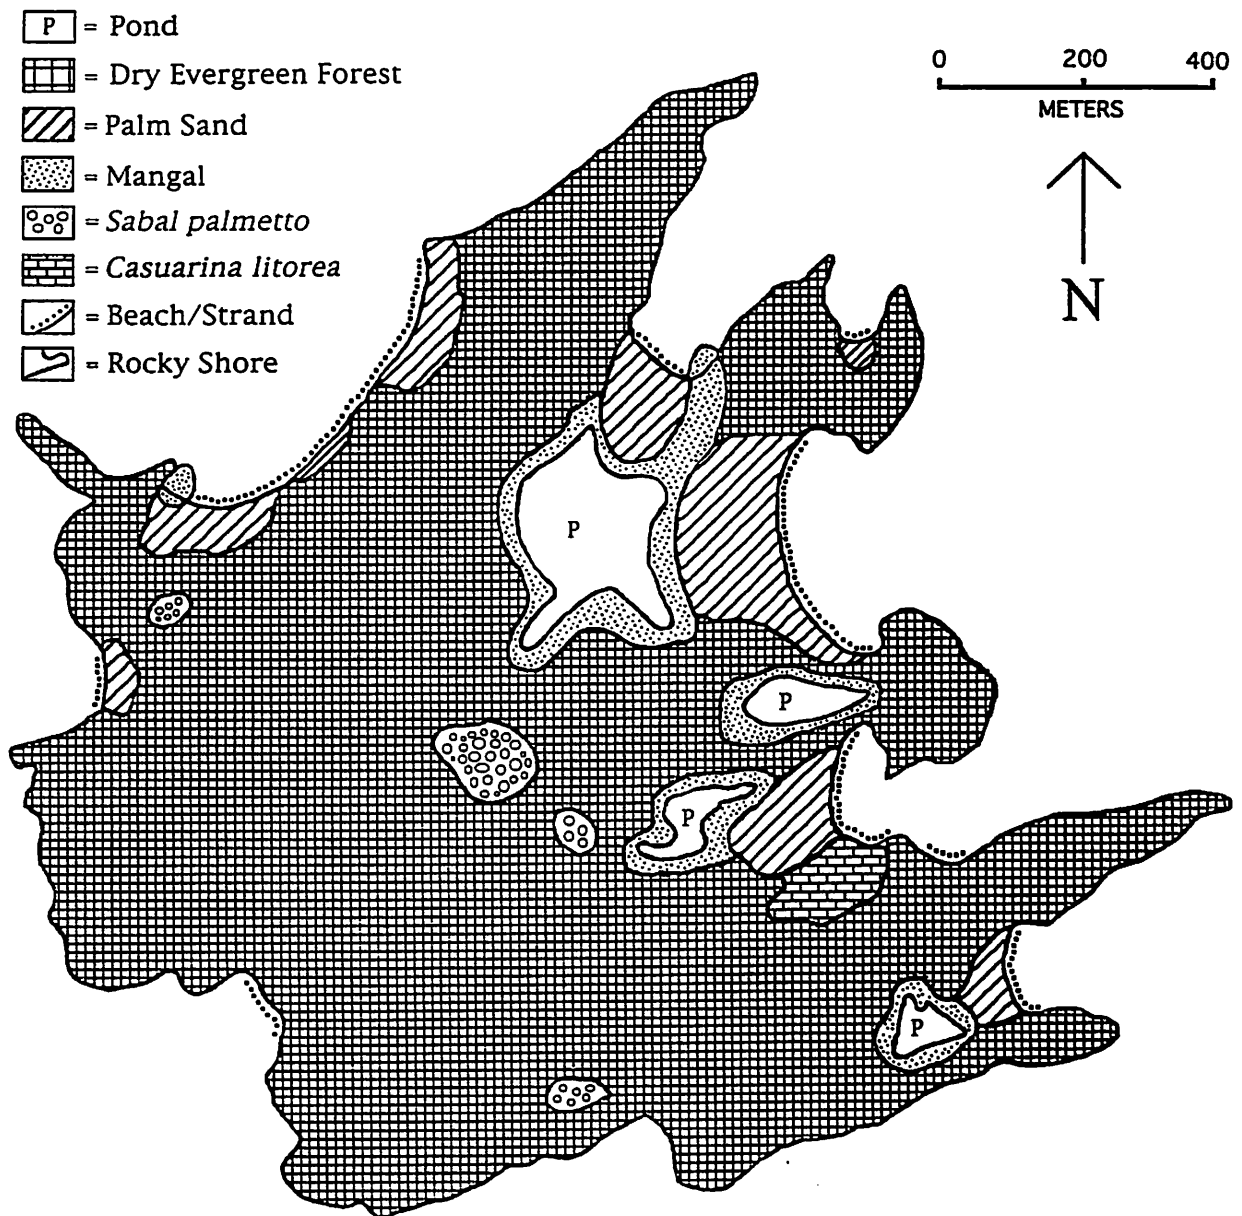 P = Pond
= Dry Evergreen Forest
= Palm Sand
= Mangal
= Sabal palmetto
= Casuarina litorea
= Beach/Strand
= Rocky Shore
0 200 400
METERS
N
P
P
P
P